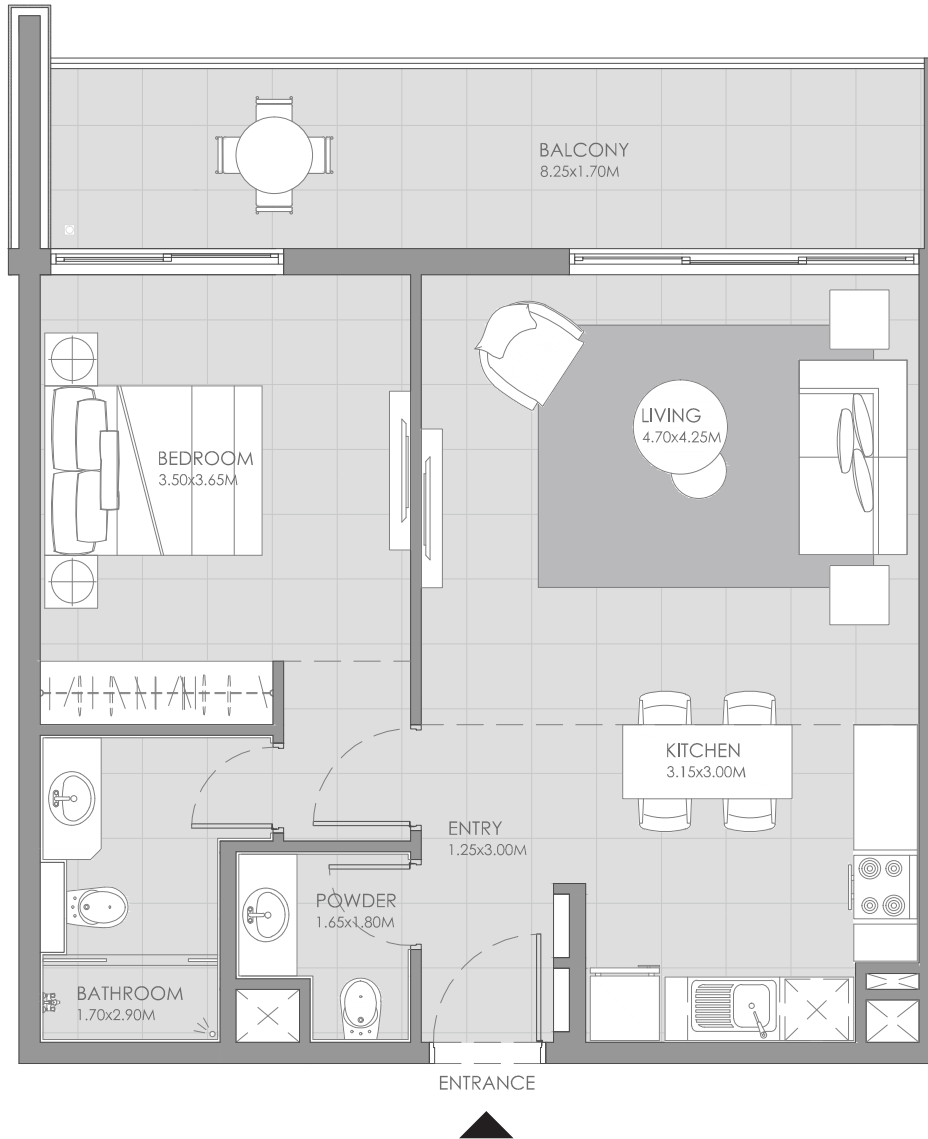 BALCONY
8.25x1.70M
LIVING
4.70x4.25M
BEDROOM
3.50x3.65M
KITCHEN
3.15x3.00M
ENTRY
1.25x3.00M
POWDER
1.65x1.80M
BATHROOM
1.70x2.90M
ENTRANCE